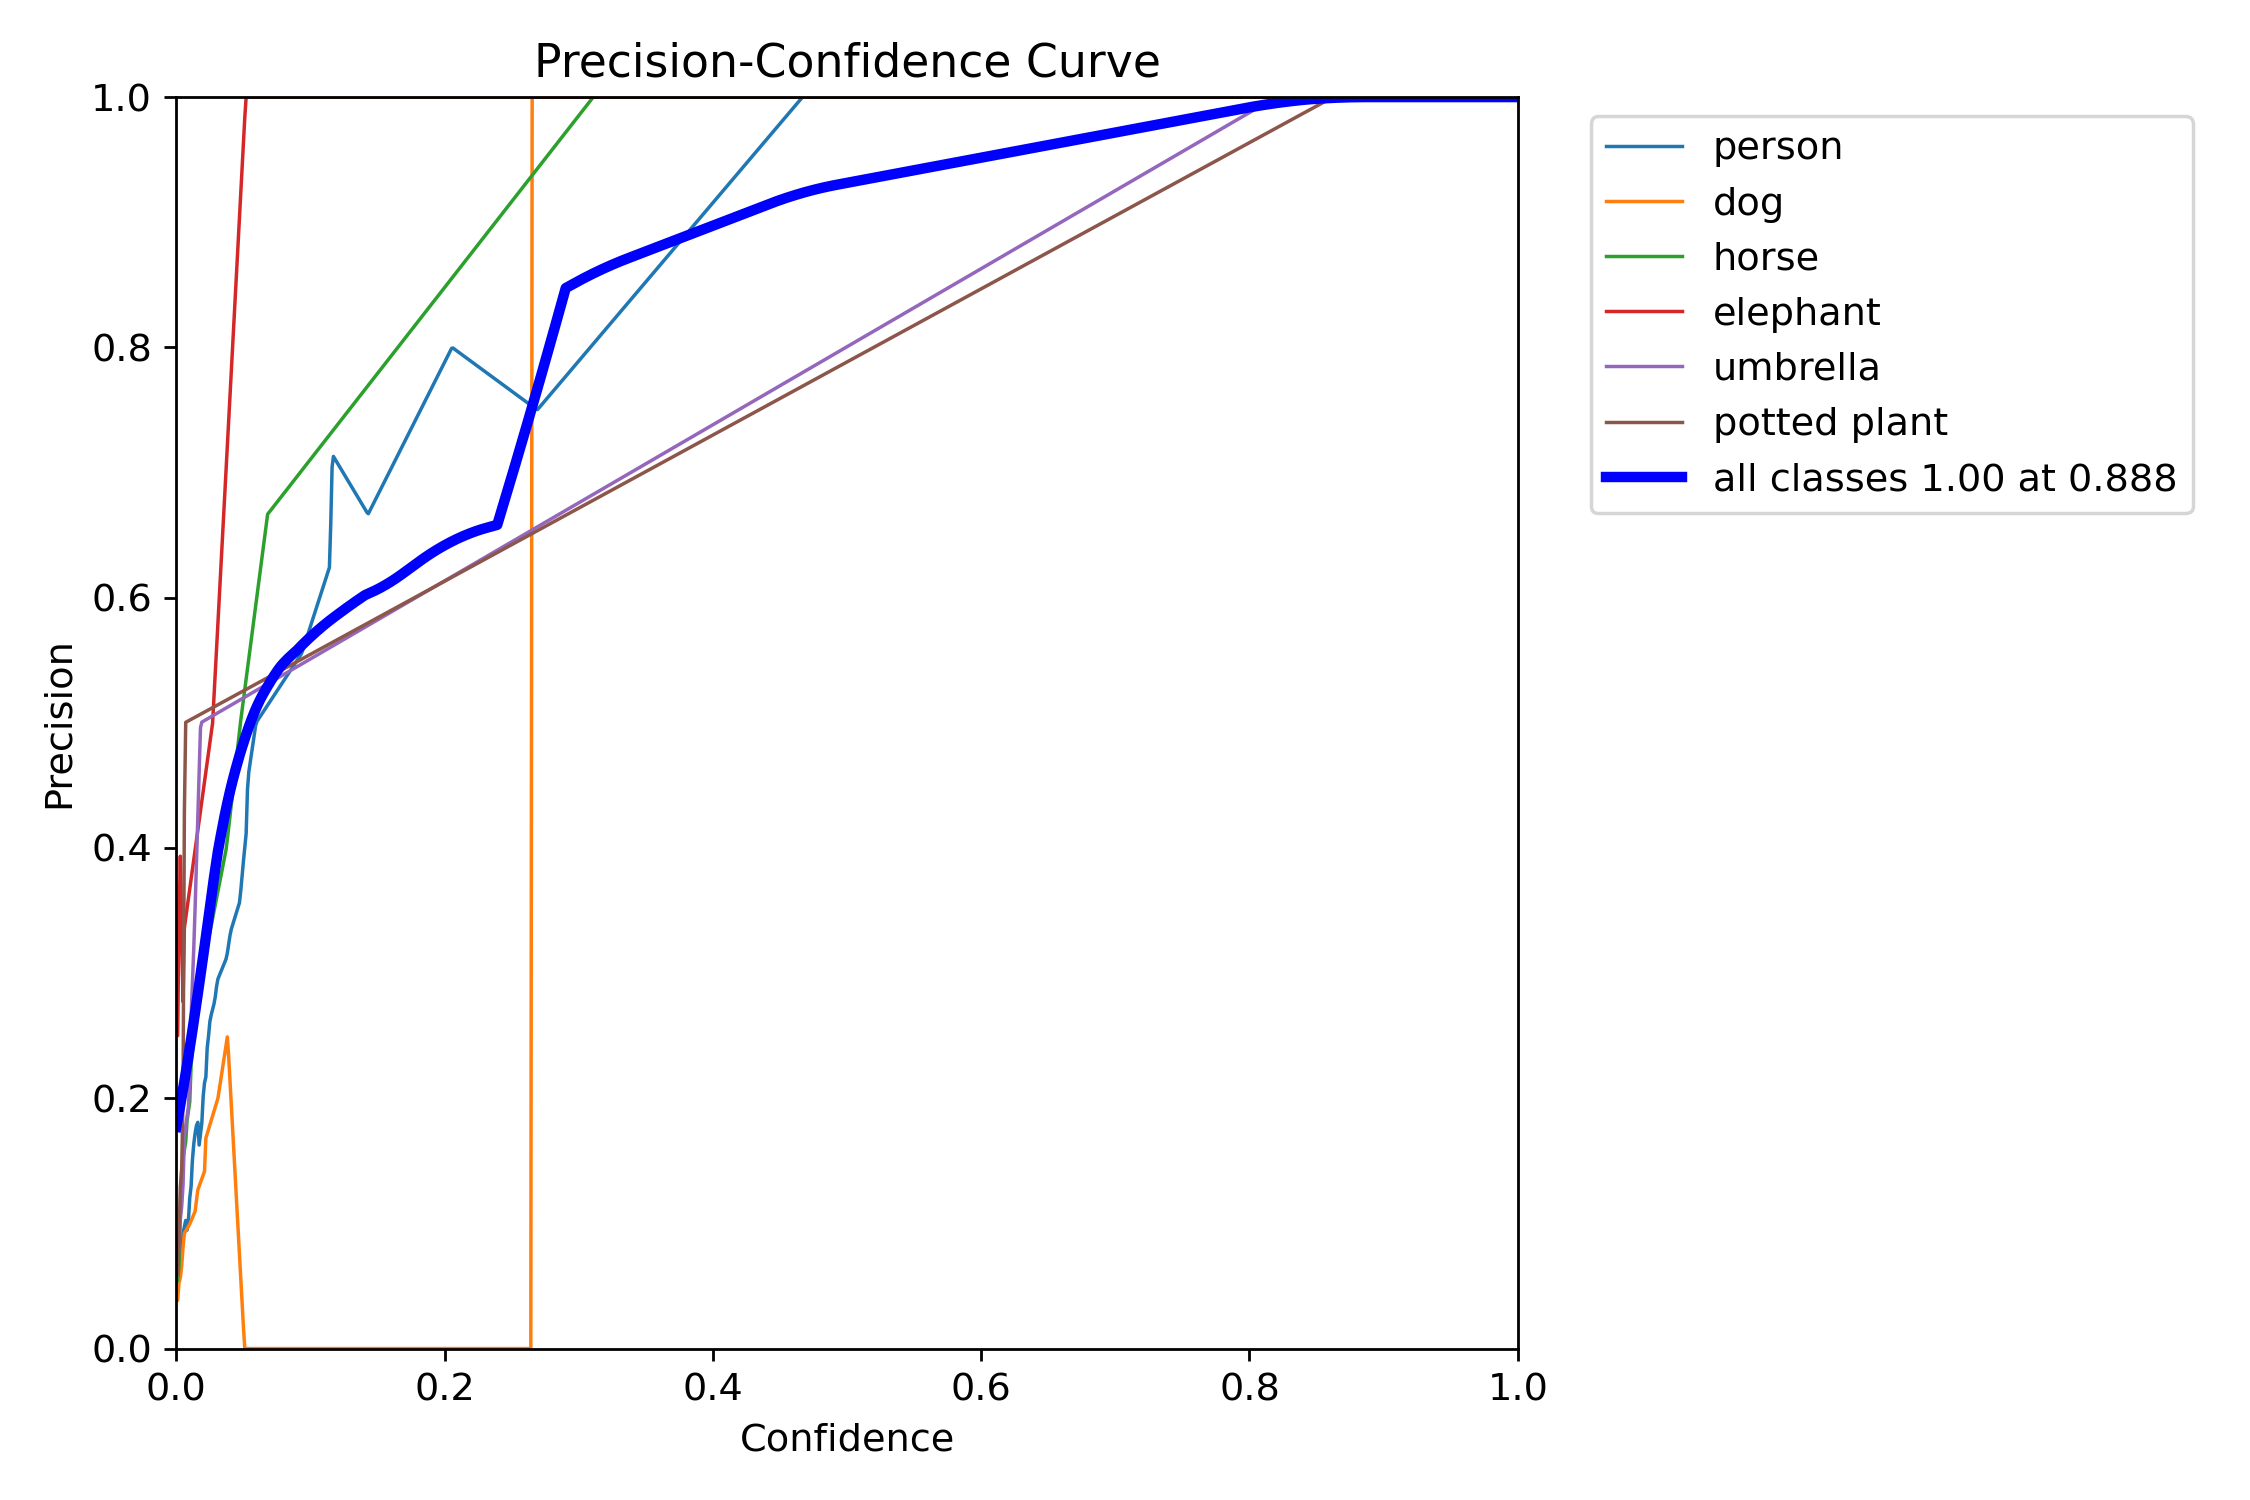 Precision-Confidence Curve
1.0
0.8
0.6
0.4
0.2
0.0
Precision
0.0 0.2 0.4 0.6 0.8 1.0
Confidence
person
dog
horse
elephant
umbrella
potted plant
all classes 1.00 at 0.888